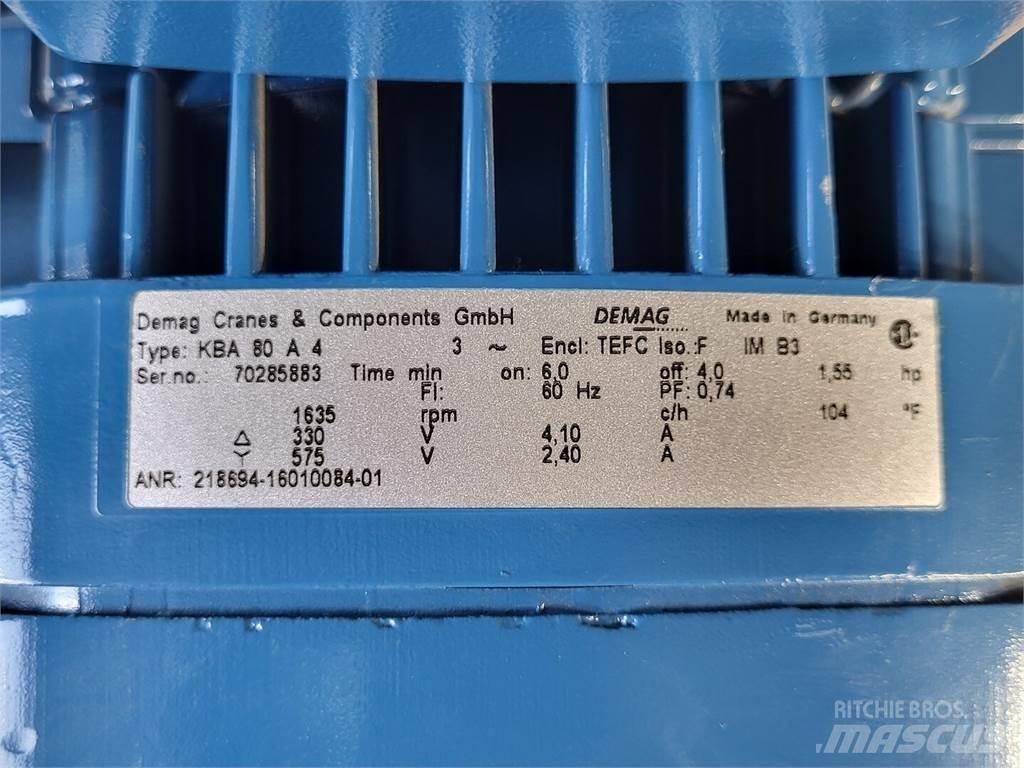 Demag Cranes & Components GmbH DEMAG Made in Germany
Type: KBA 80 A 4 3 ~ Encl: TEFC Iso.:F IM B3
Ser.no.: 70285883 Time min on: 6,0 off: 4,0 1,55 hp
FI: 60 Hz PF: 0,74
1635 rpm c/h 104 °F
△ 330 V 4,10 A
Y 575 V 2,40 A
ANR: 218694-16010084-01
RITCHIE BROS.
MASCUS